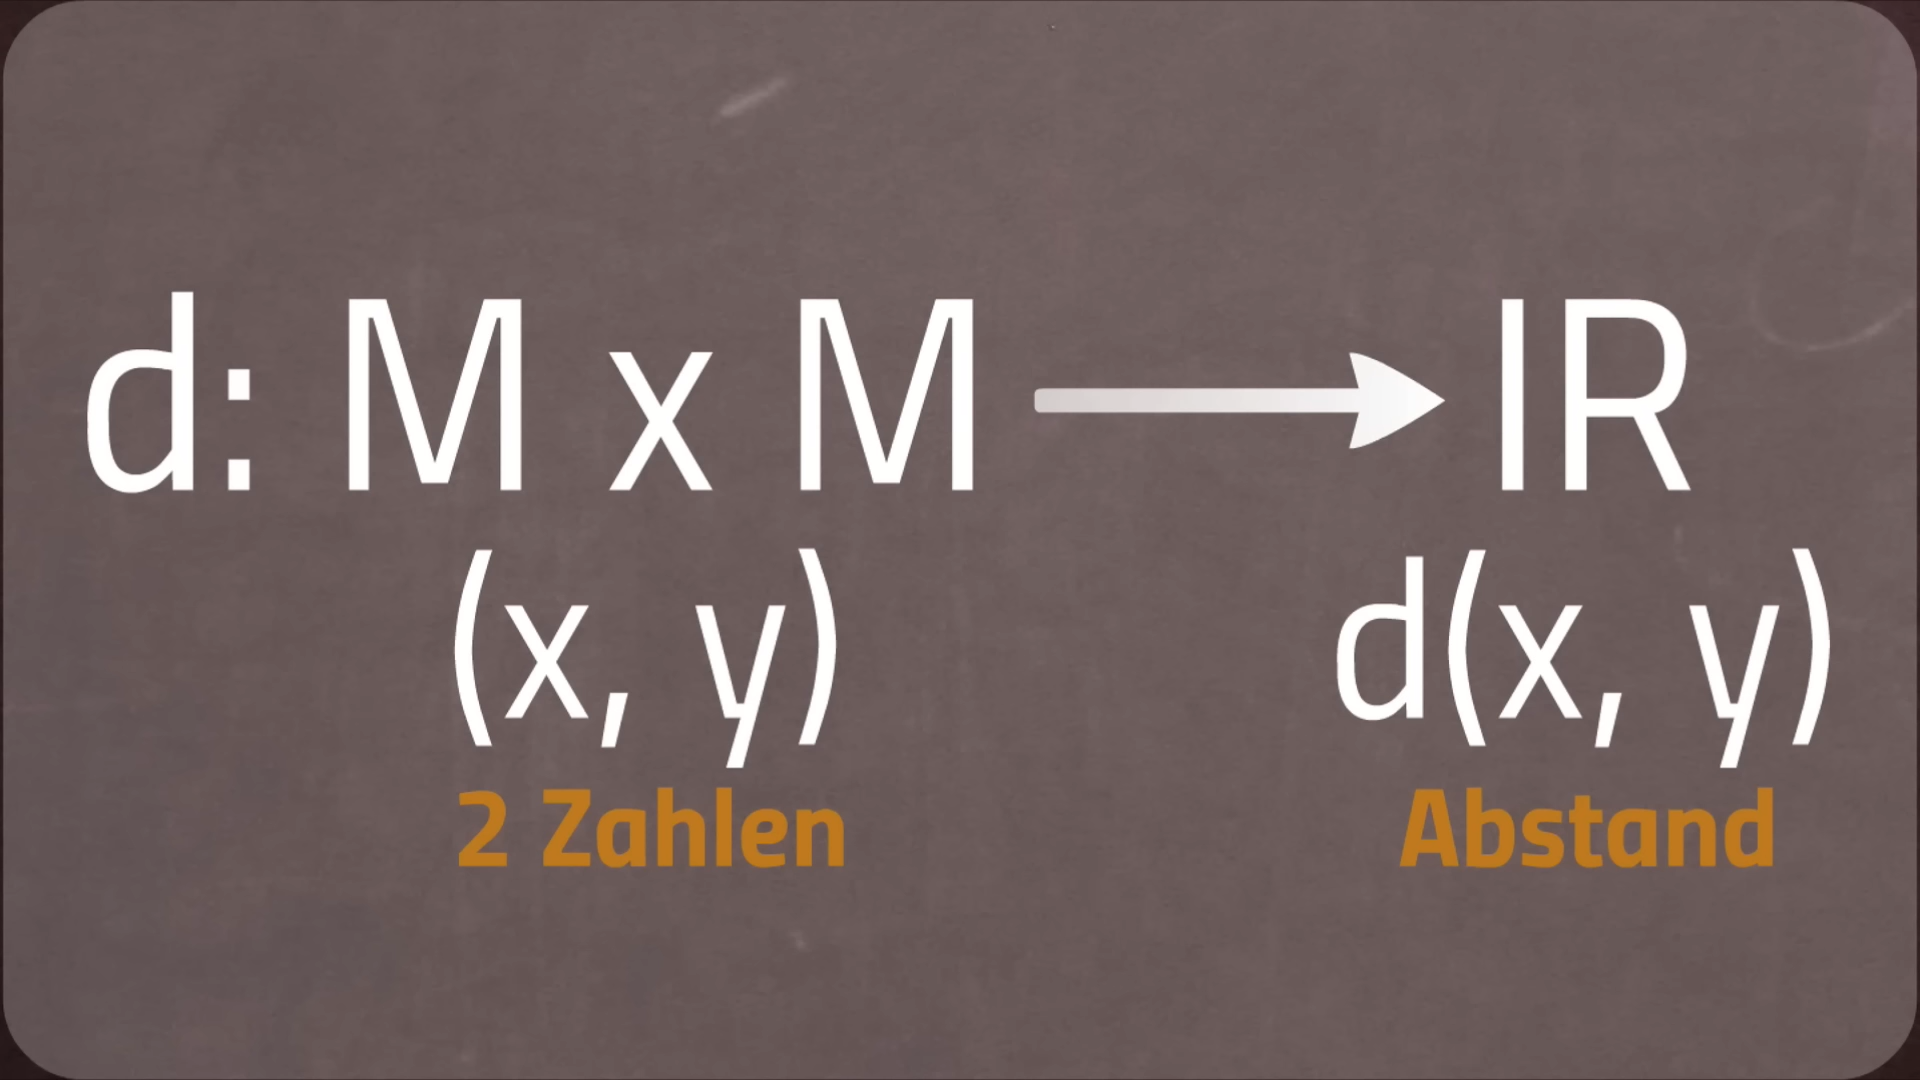 d: M x M → IR
(x, y) d(x, y)
2 Zahlen Abstand